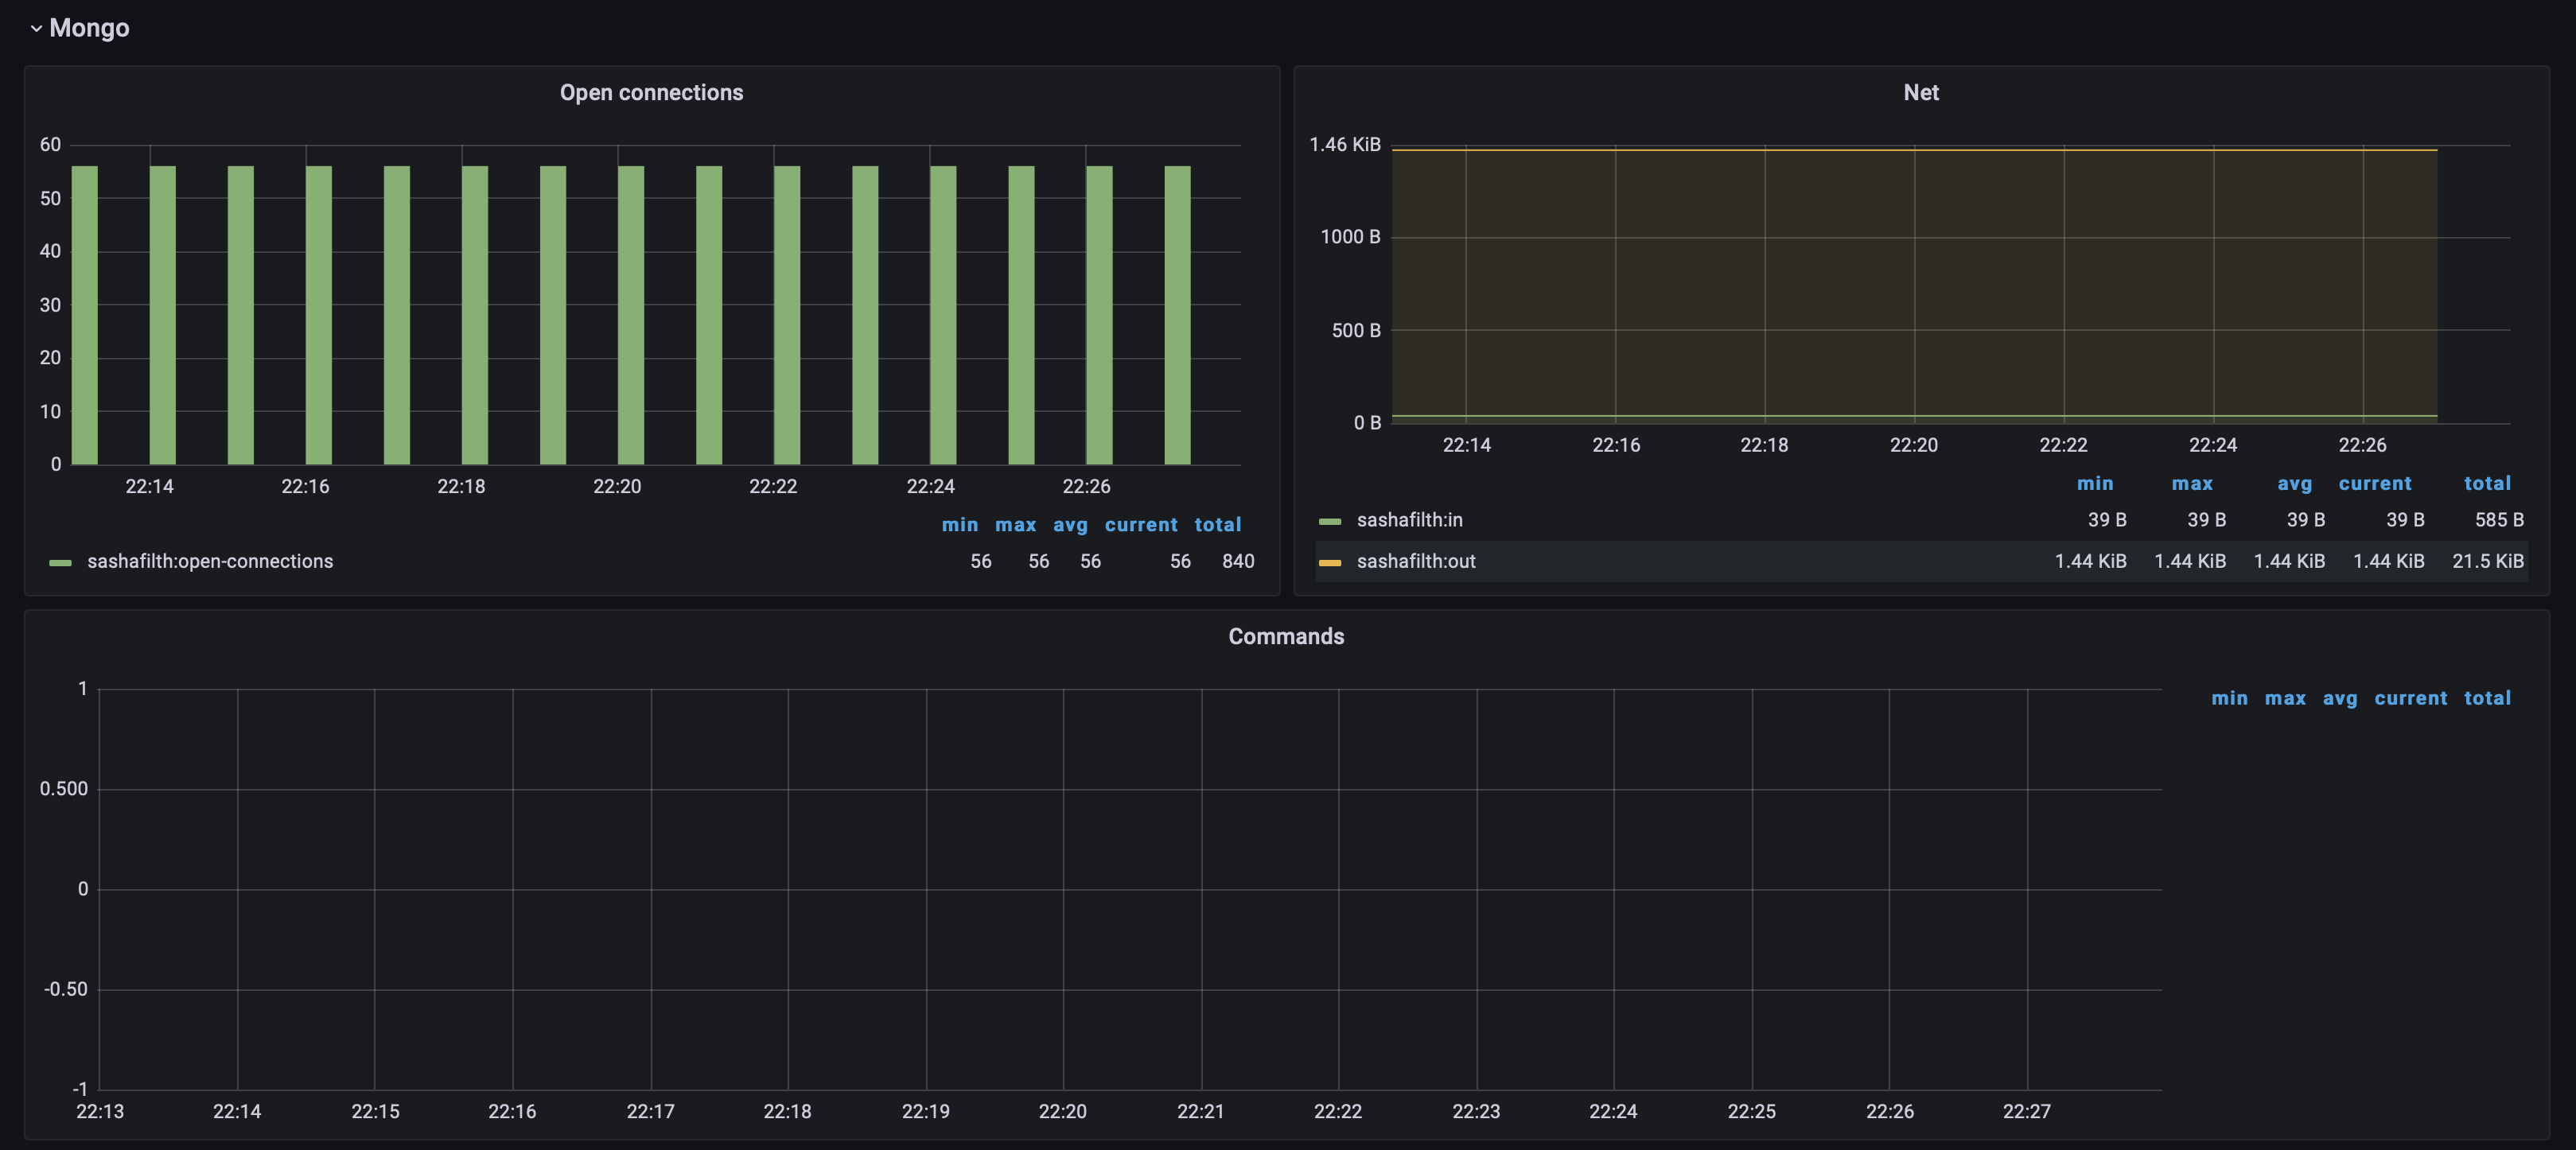 Mongo
Open connections
60
50
40
30
20
10
0
22:14 22:16 22:18 22:20 22:22 22:24 22:26
min max avg current total
sashafilth:open-connections 56 56 56 56 840
Net
1.46 KiB
1000 B
500 B
0 B
22:14 22:16 22:18 22:20 22:22 22:24 22:26
min max avg current total
sashafilth:in 39 B 39 B 39 B 39 B 585 B
sashafilth:out 1.44 KiB 1.44 KiB 1.44 KiB 1.44 KiB 21.5 KiB
Commands
1
0.500
0
-0.50
-1
22:13 22:14 22:15 22:16 22:17 22:18 22:19 22:20 22:21 22:22 22:23 22:24 22:25 22:26 22:27
min max avg current total